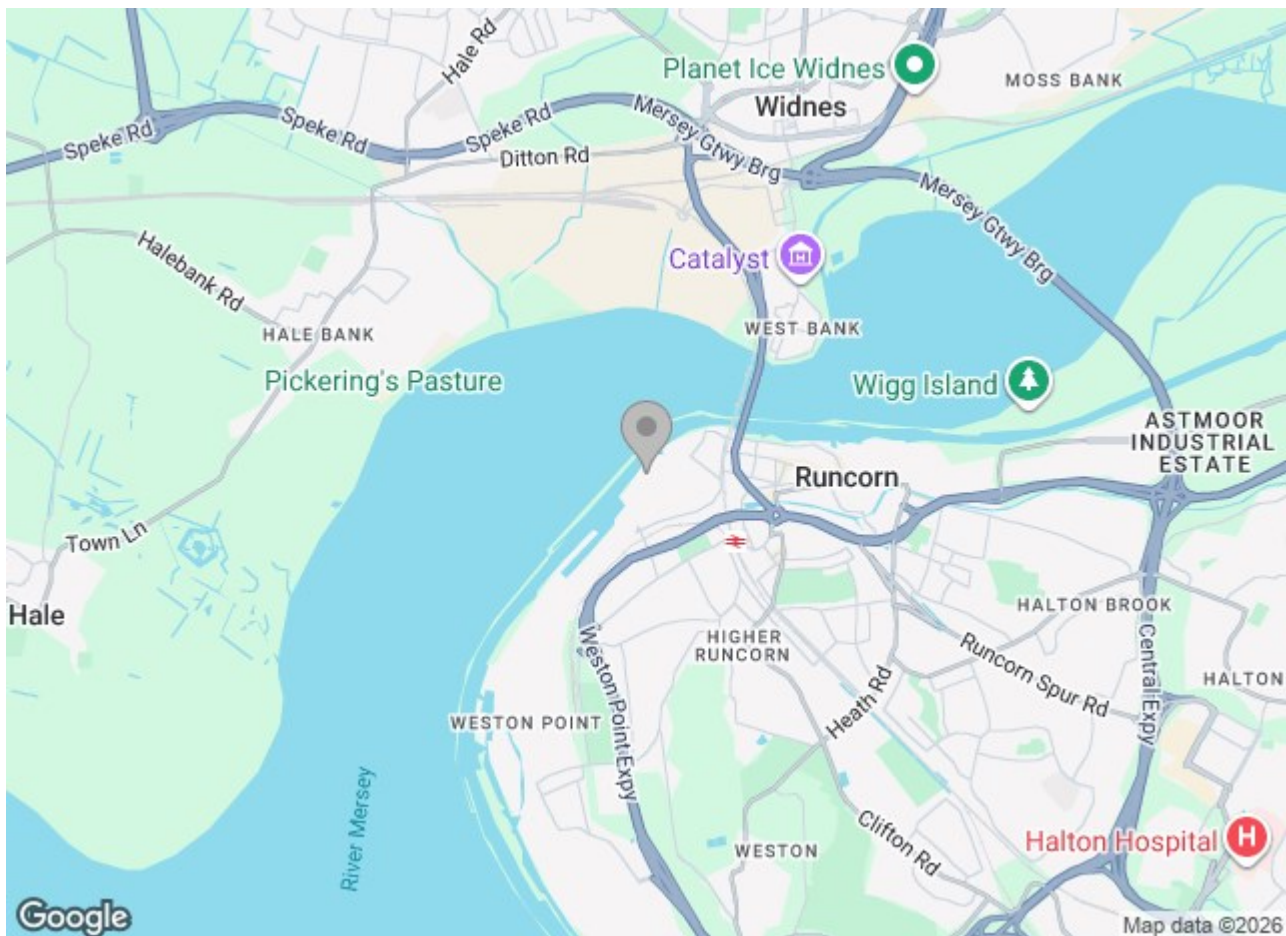 Planet Ice Widnes
Widnes
MOSS BANK
Hale Rd
Speke Rd
Speke Rd
Speke Rd
Ditton Rd
Mersey Gtwy Brg
Mersey Gtwy Brg
Halebank Rd
Catalyst
HALE BANK
WEST BANK
Pickering's Pasture
Wigg Island
ASTMOOR
INDUSTRIAL
ESTATE
Runcorn
Town Ln
Hale
HALTON BROOK
HIGHER
RUNCORN
Weston Point Expy
Heath Rd
Runcorn Spur Rd
Central Expy
HALTON
WESTON POINT
River Mersey
Clifton Rd
Halton Hospital
H
WESTON
Google
Map data ©2026